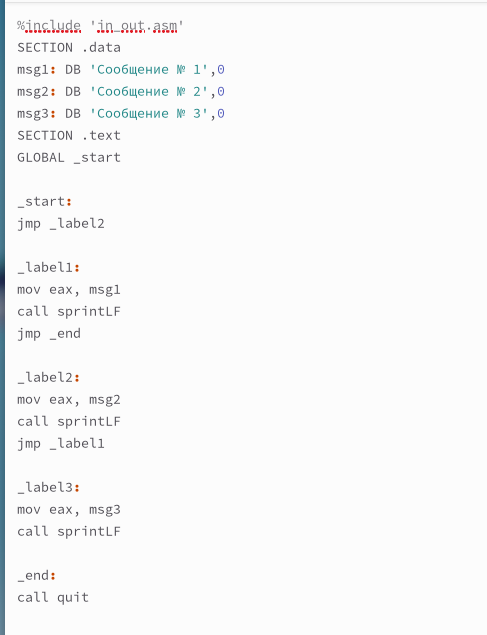 %include 'in_out.asm'
SECTION .data
msg1: DB 'Сообщение № 1',0
msg2: DB 'Сообщение № 2',0
msg3: DB 'Сообщение № 3',0
SECTION .text
GLOBAL _start
_start:
jmp _label2
_label1:
mov eax, msg1
call sprintLF
jmp _end
_label2:
mov eax, msg2
call sprintLF
jmp _label1
_label3:
mov eax, msg3
call sprintLF
_end:
call quit